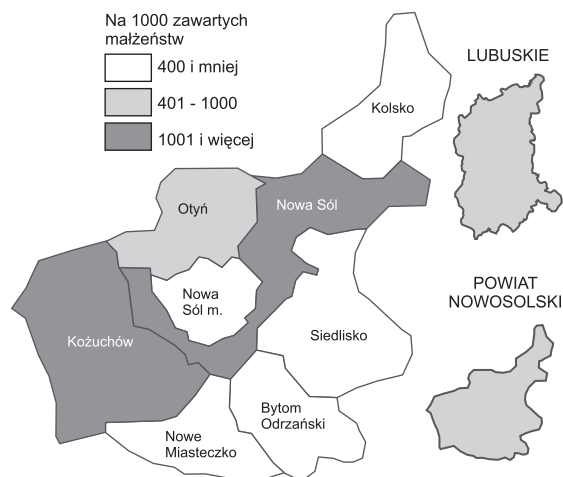 Na 1000 zawartych
małżeństw
400 i mniej
401 - 1000
1001 i więcej
LUBUSKIE
Kolsko
Otyń
Nowa Sól
Nowa
Sól m.
POWIAT
NOWOSOLSKI
Kożuchów
Siedlisko
Bytom
Odrzański
Nowe
Miasteczko